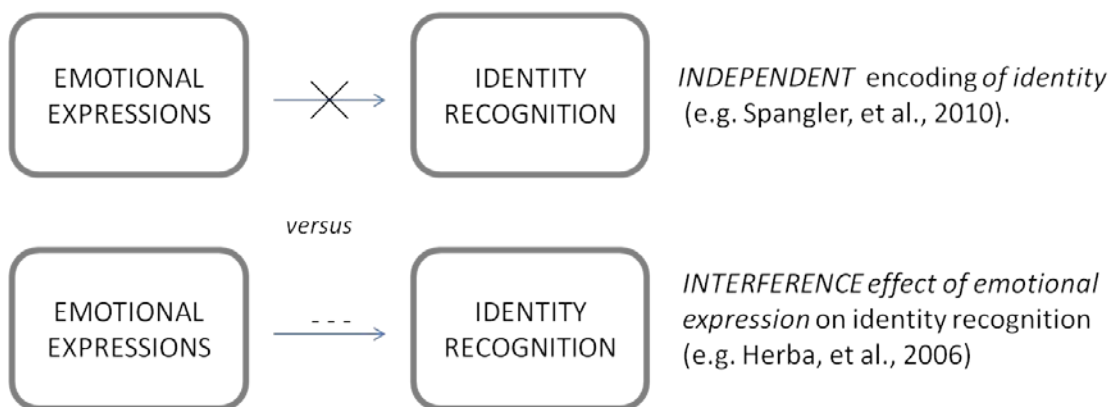 EMOTIONAL
EXPRESSIONS
IDENTITY
RECOGNITION
INDEPENDENT encoding of identity
(e.g. Spangler, et al., 2010).
versus
EMOTIONAL
EXPRESSIONS
- - -
IDENTITY
RECOGNITION
INTERFERENCE effect of emotional
expression on identity recognition
(e.g. Herba, et al., 2006)